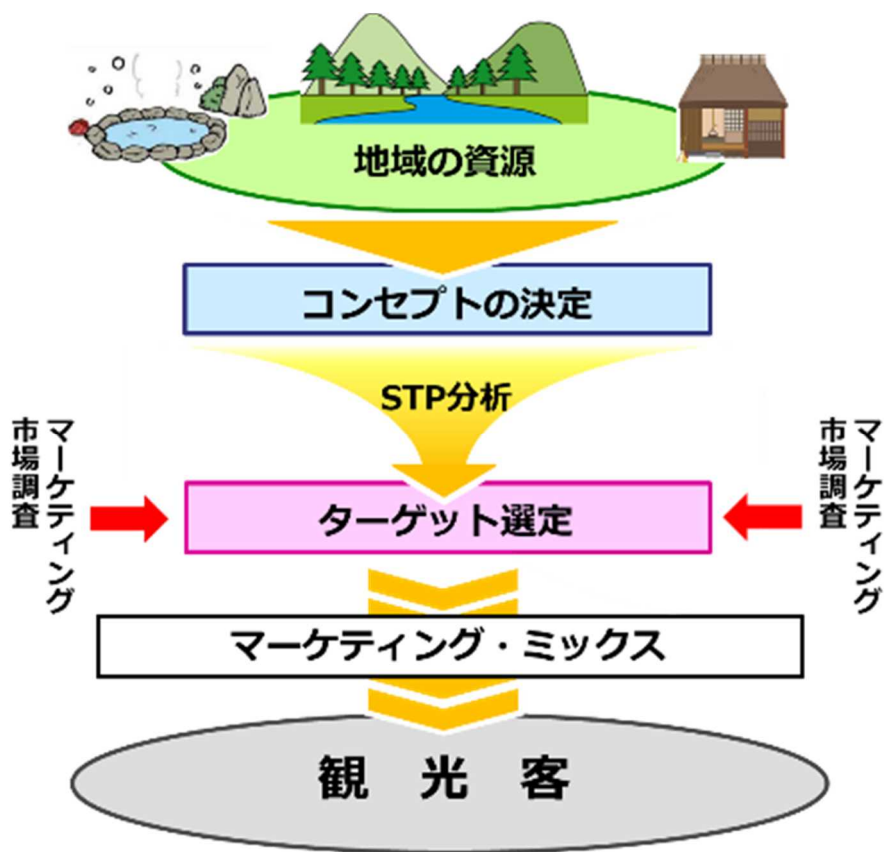 地域の資源
コンセプトの決定
STP分析
マーケティング
市場調査
ターゲット選定
マーケティング
市場調査
マーケティング・ミックス
観光客